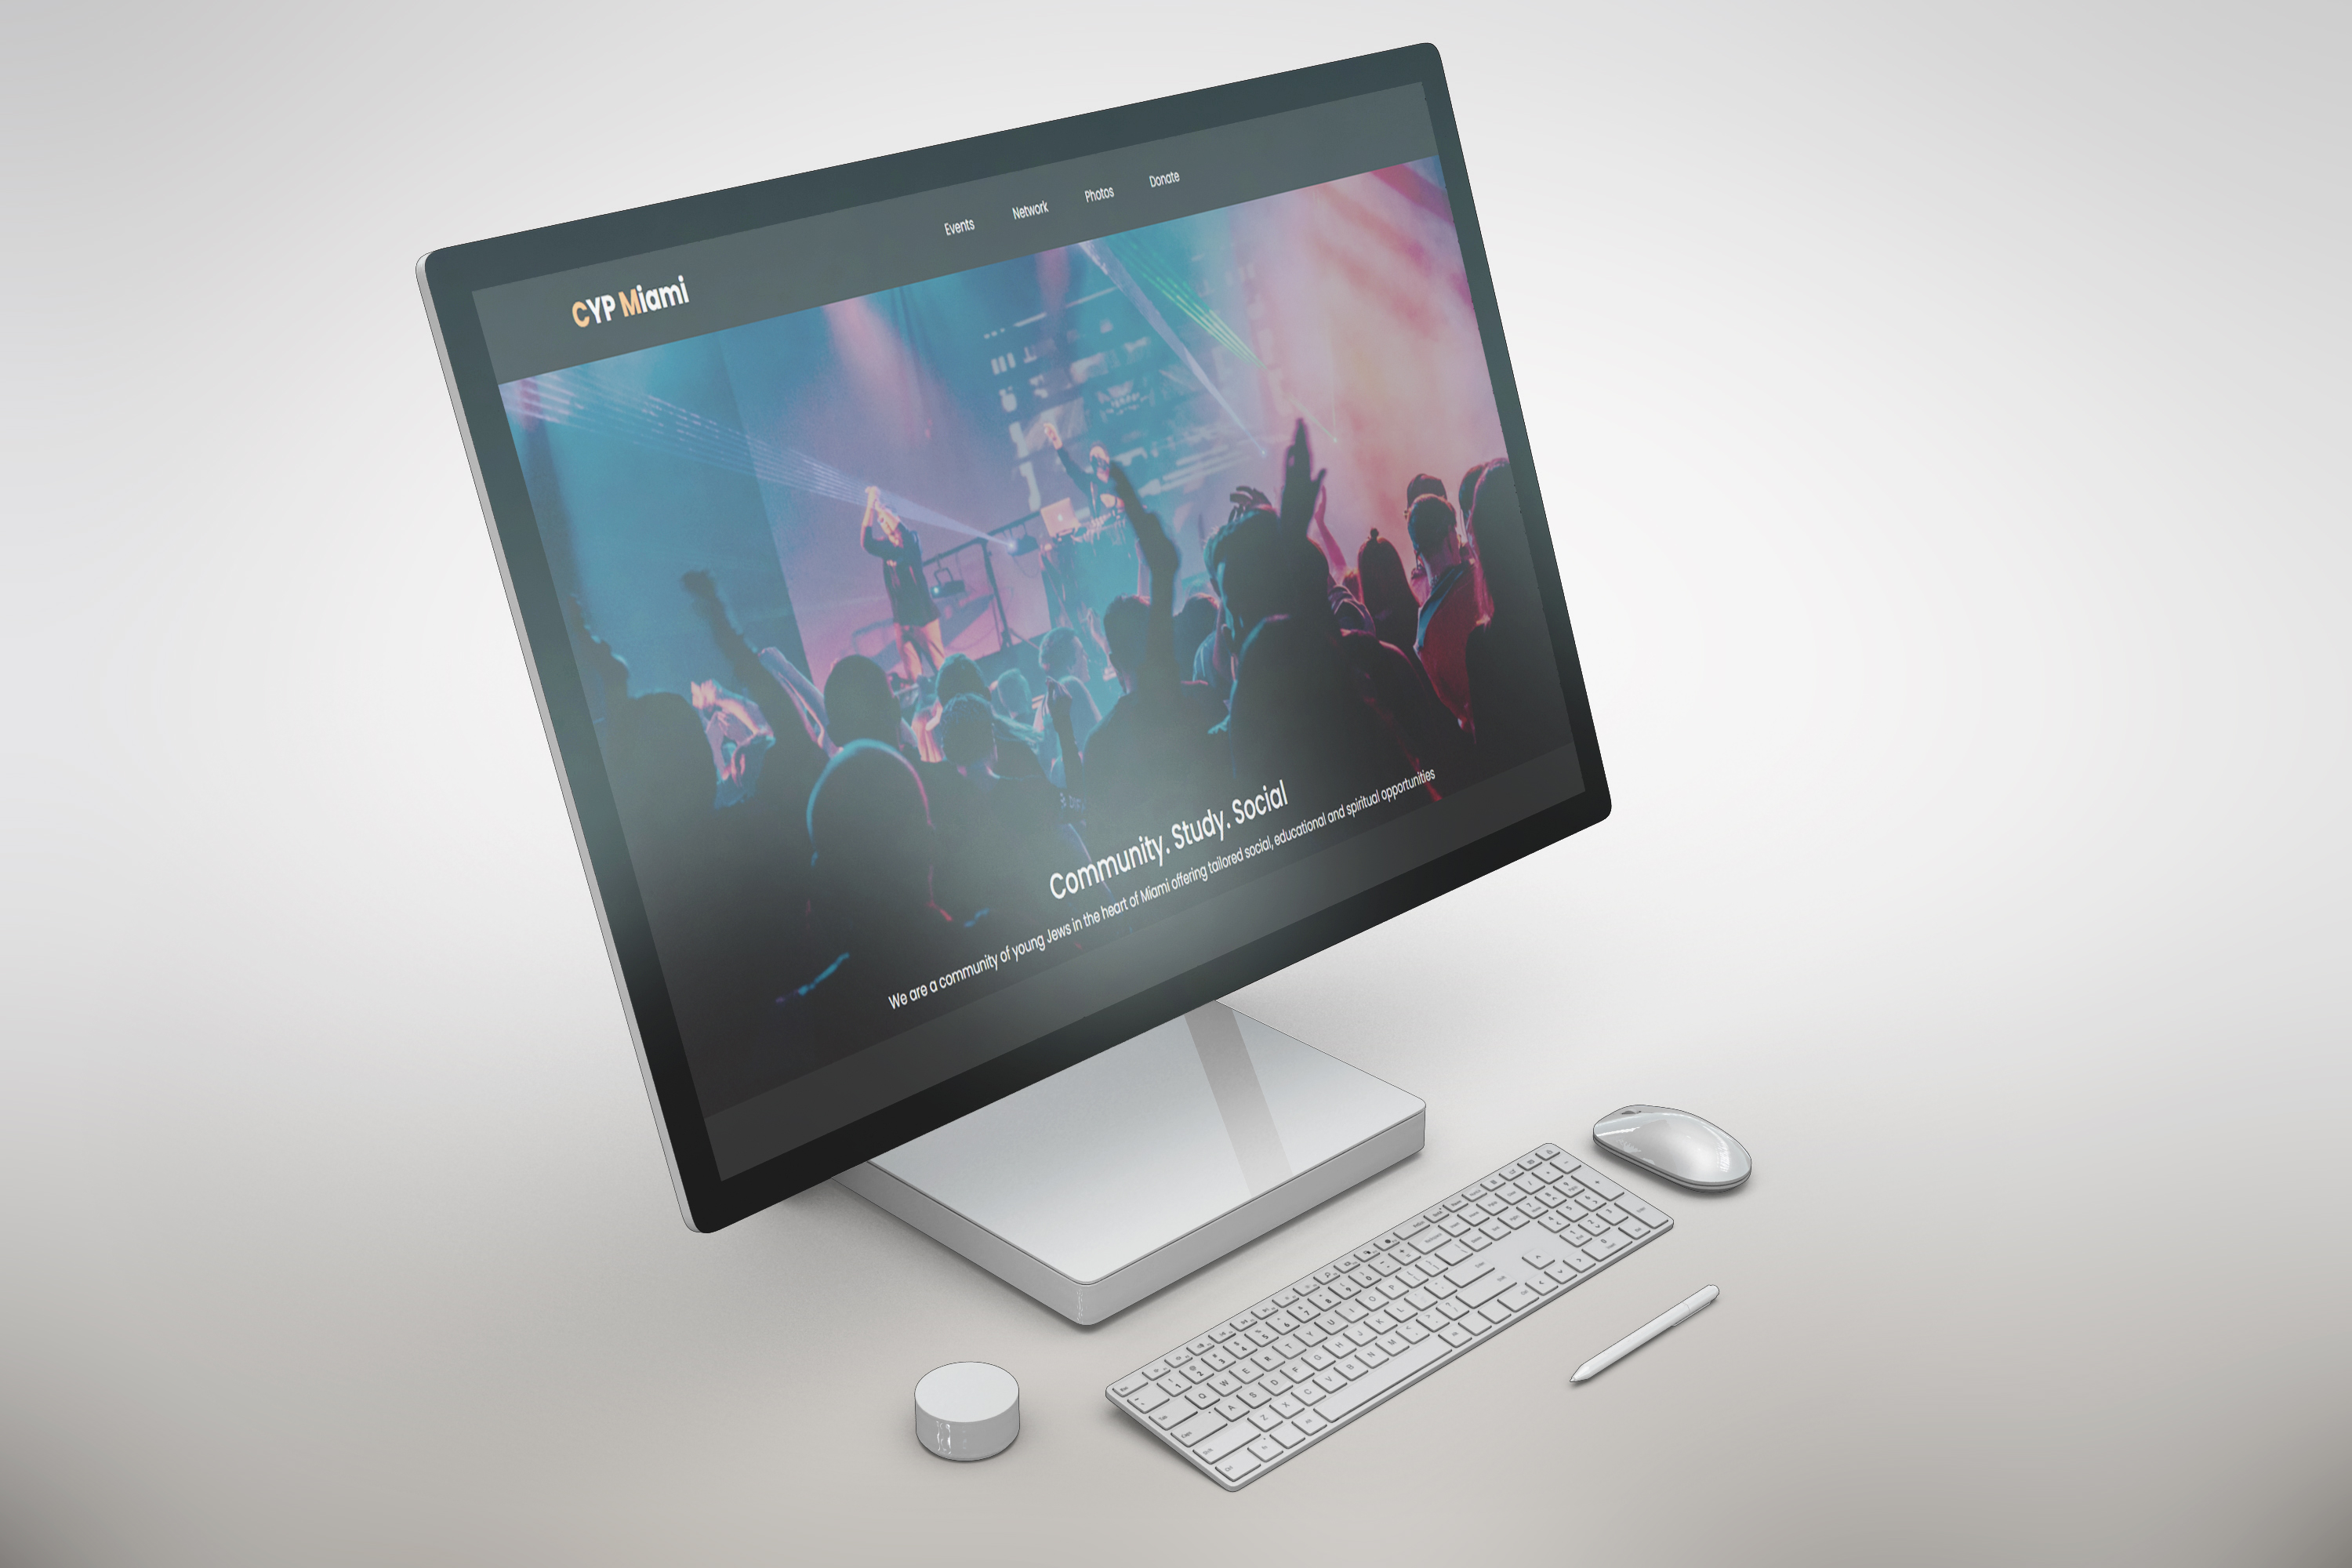 CYP Miami
Events
Network
Photos
Donate
Community. Study. Social
We are a community of young Jews in the heart of Miami offering tailored social, educational and spiritual opportunities